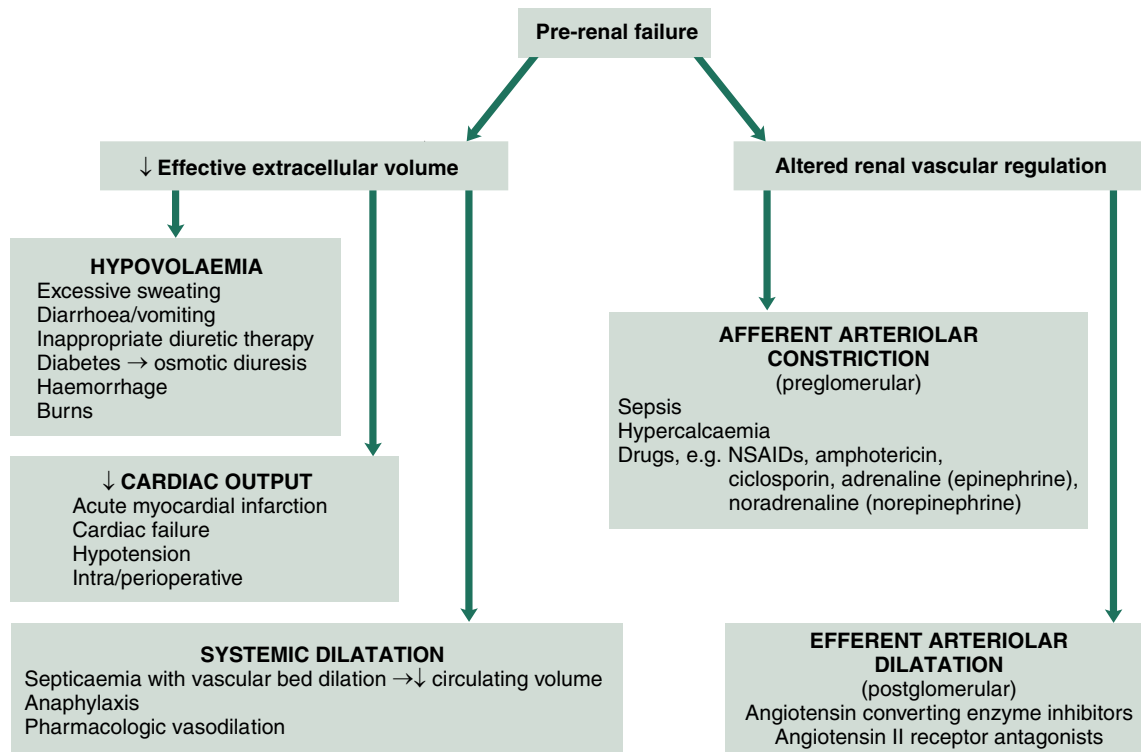 Pre-renal failure
↓ Effective extracellular volume
Altered renal vascular regulation
HYPOVOLAEMIA
Excessive sweating
Diarrhoea/vomiting
Inappropriate diuretic therapy
Diabetes → osmotic diuresis
Haemorrhage
Burns
↓ CARDIAC OUTPUT
Acute myocardial infarction
Cardiac failure
Hypotension
Intra/perioperative
SYSTEMIC DILATATION
Septicaemia with vascular bed dilation →↓ circulating volume
Anaphylaxis
Pharmacologic vasodilation
AFFERENT ARTERIOLAR
CONSTRICTION
(preglomerular)
Sepsis
Hypercalcaemia
Drugs, e.g. NSAIDs, amphotericin,
ciclosporin, adrenaline (epinephrine),
noradrenaline (norepinephrine)
EFFERENT ARTERIOLAR
DILATATION
(postglomerular)
Angiotensin converting enzyme inhibitors
Angiotensin II receptor antagonists